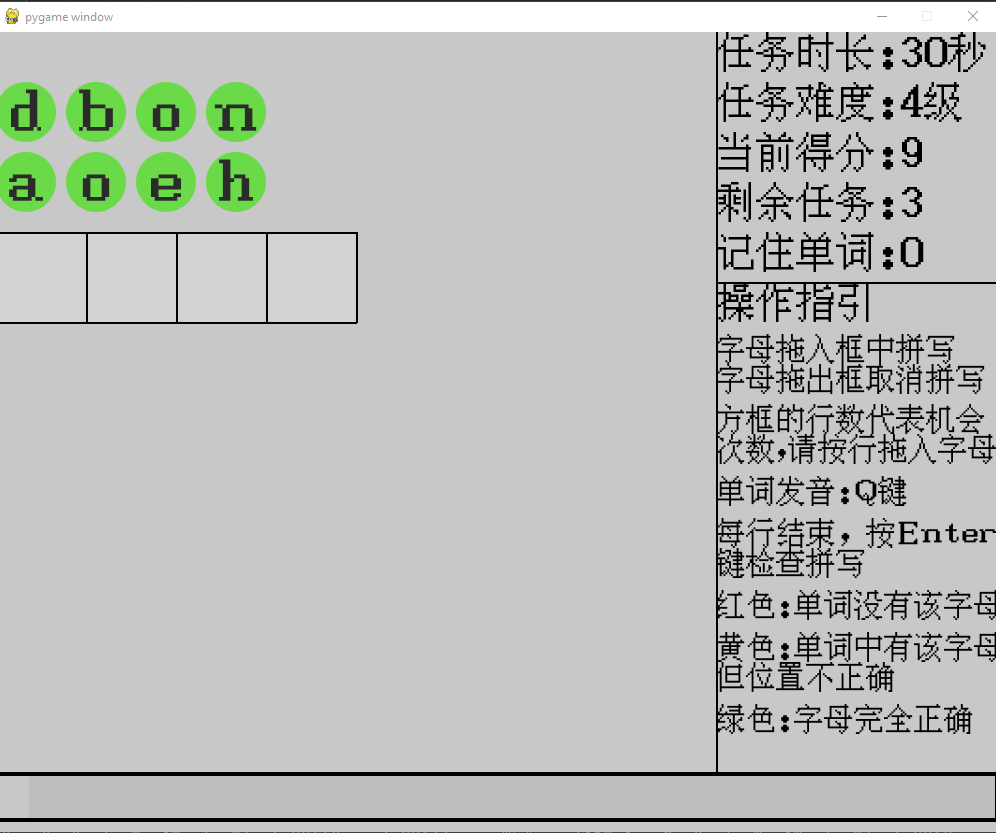 pygame window
d b o n
a o e h
任务时长:30秒
任务难度:4级
当前得分:9
剩余任务:3
记住单词:0
操作指引
字母拖入框中拼写
字母拖出框取消拼写
方框的行数代表机会
次数,请按行拖入字母
单词发音:Q键
每行结束，按Enter
键检查拼写
红色:单词没有该字母
黄色:单词中有该字母
但位置不正确
绿色:字母完全正确